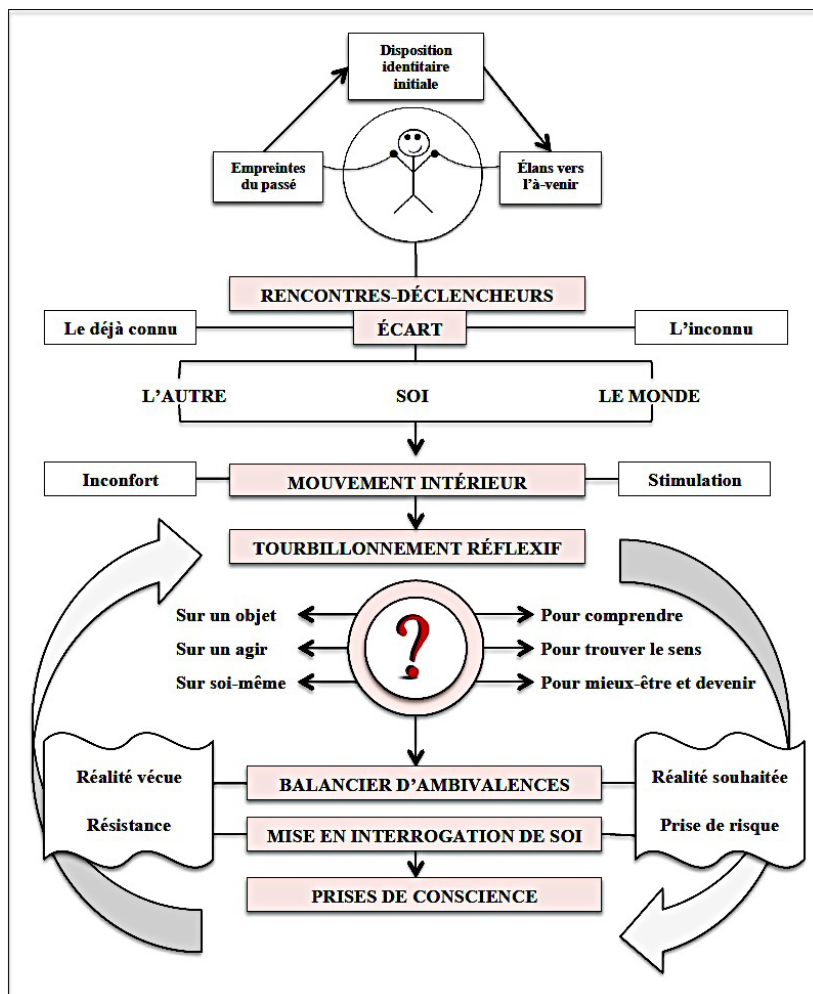 Disposition
identitaire
initiale
Empreintes
du passé
Élans vers
l'à-venir
RENCONTRES-DÉCLENCHEURS
Le déjà connu
ÉCART
L'inconnu
L'AUTRE
SOI
LE MONDE
Inconfort
MOUVEMENT INTÉRIEUR
Stimulation
TOURBILLONNEMENT RÉFLEXIF
Sur un objet
Pour comprendre
Sur un agir
?
Pour trouver le sens
Sur soi-même
Pour mieux-être et devenir
Réalité vécue
BALANCIER D'AMBIVALENCES
Réalité souhaitée
Résistance
MISE EN INTERROGATION DE SOI
Prise de risque
PRISES DE CONSCIENCE